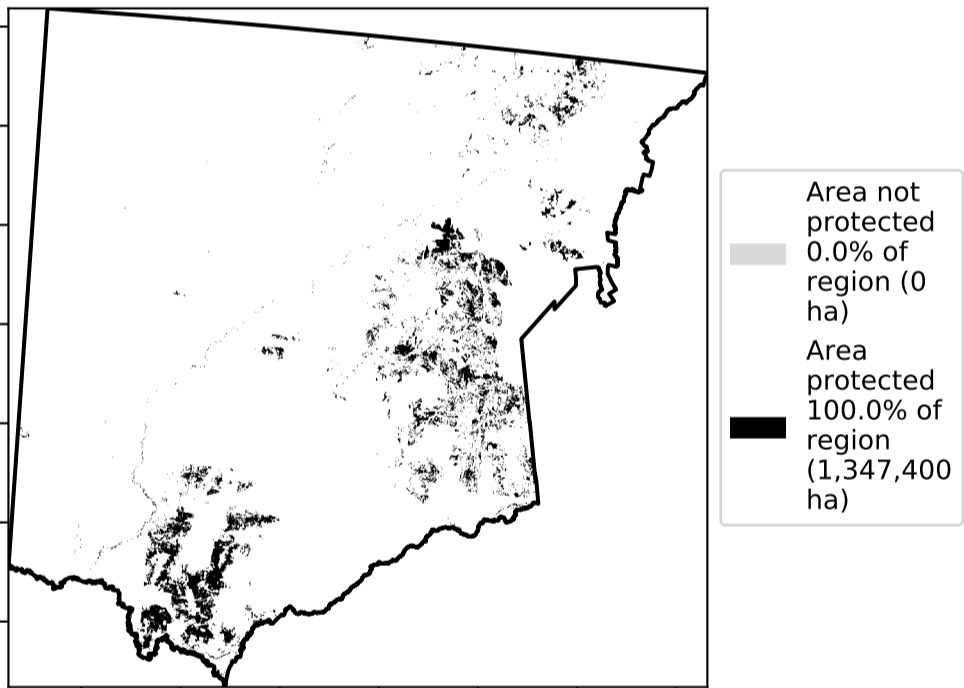 Area not
protected
0.0% of
region (0
ha)
Area
protected
100.0% of
region
(1,347,400
ha)